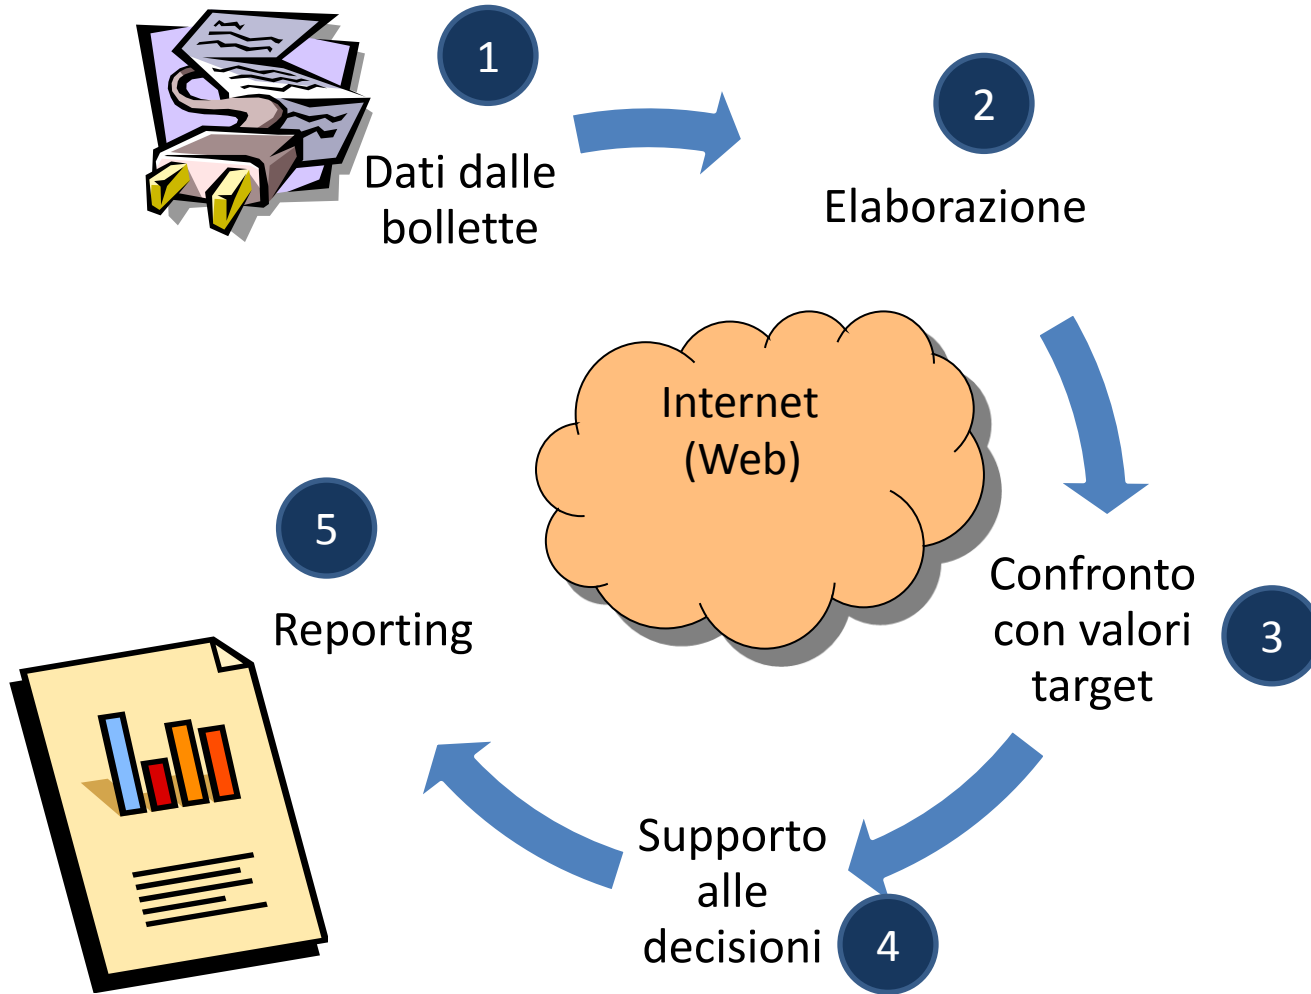 1
Dati dalle
bollette
2
Elaborazione
Internet
(Web)
Confronto
con valori
target
3
Supporto
alle
decisioni
4
5
Reporting